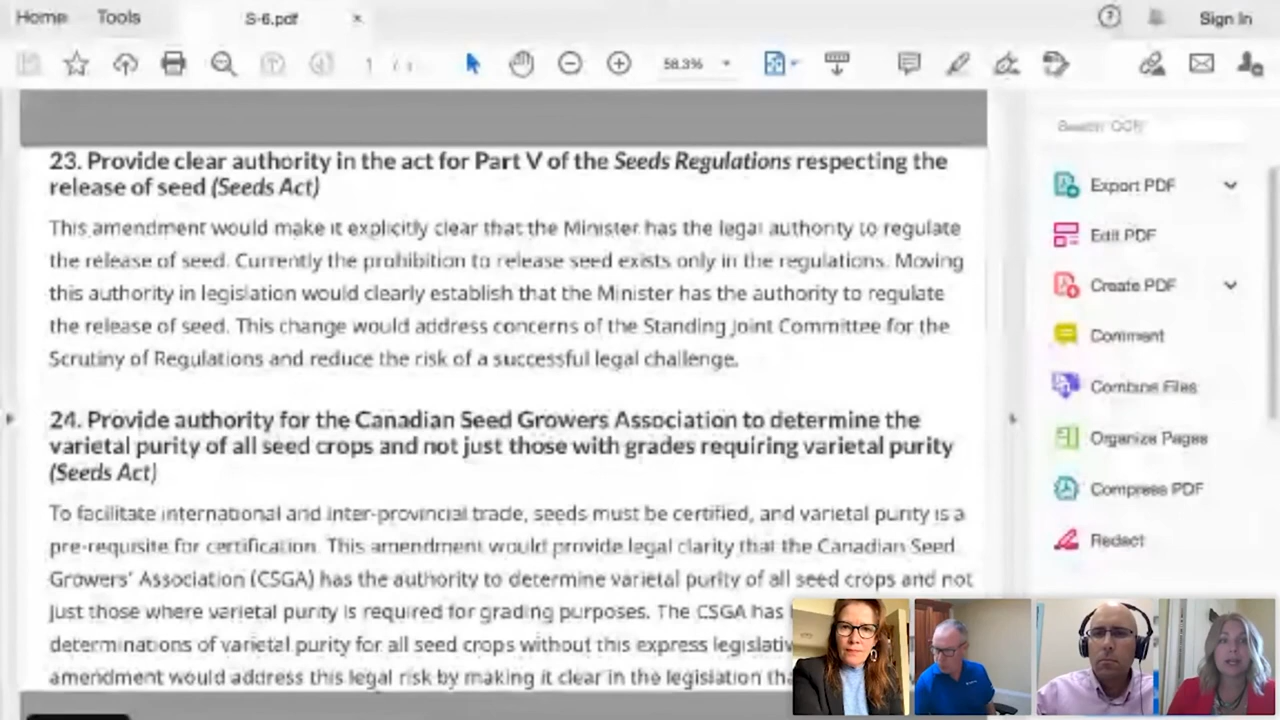 Home Tools S-6.pdf × Sign In
1 58.3%
23. Provide clear authority in the act for Part V of the Seeds Regulations respecting the
release of seed (Seeds Act)
This amendment would make it explicitly clear that the Minister has the legal authority to regulate
the release of seed. Currently the prohibition to release seed exists only in the regulations. Moving
this authority in legislation would clearly establish that the Minister has the authority to regulate
the release of seed. This change would address concerns of the Standing Joint Committee for the
Scrutiny of Regulations and reduce the risk of a successful legal challenge.
24. Provide authority for the Canadian Seed Growers Association to determine the
varietal purity of all seed crops and not just those with grades requiring varietal purity
(Seeds Act)
To facilitate international and inter-provincial trade, seeds must be certified, and varietal purity is a
pre-requisite for certification. This amendment would provide legal clarity that the Canadian Seed
Growers' Association (CSGA) has the authority to determine varietal purity of all seed crops and not
just those where varietal purity is required for grading purposes. The CSGA has
determinations of varietal purity for all seed crops without this express legislativ
amendment would address this legal risk by making it clear in the legislation tha
Export PDF
Edit PDF
Create PDF
Comment
Combine Files
Organize Pages
Compress PDF
Redact